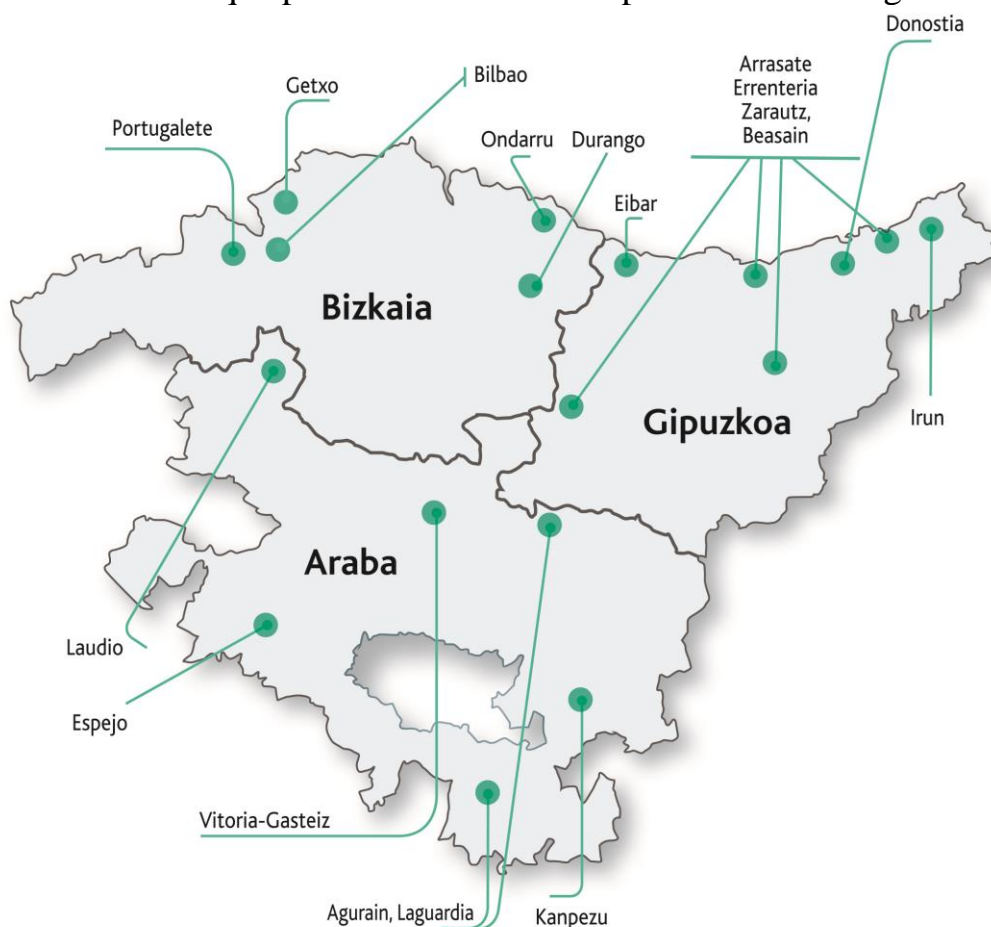 Donostia
Arrasate
Errenteria
Zarautz,
Beasain
Getxo
Bilbao
Portugalete
Ondarru
Durango
Eibar
Bizkaia
Gipuzkoa
Irun
Araba
Laudio
Espejo
Vitoria-Gasteiz
Agurain, Laguardia
Kanpezu